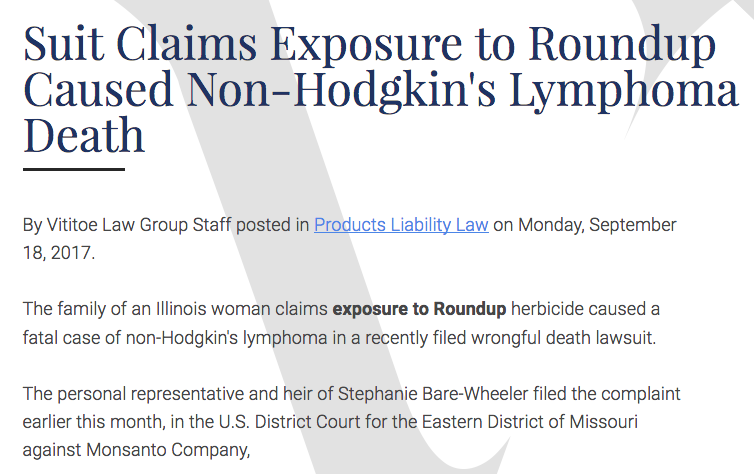 Suit Claims Exposure to Roundup
Caused Non-Hodgkin's Lymphoma
Death
By Vititoe Law Group Staff posted in Products Liability Law on Monday, September
18, 2017.
The family of an Illinois woman claims exposure to Roundup herbicide caused a
fatal case of non-Hodgkin's lymphoma in a recently filed wrongful death lawsuit.
The personal representative and heir of Stephanie Bare-Wheeler filed the complaint
earlier this month, in the U.S. District Court for the Eastern District of Missouri
against Monsanto Company,